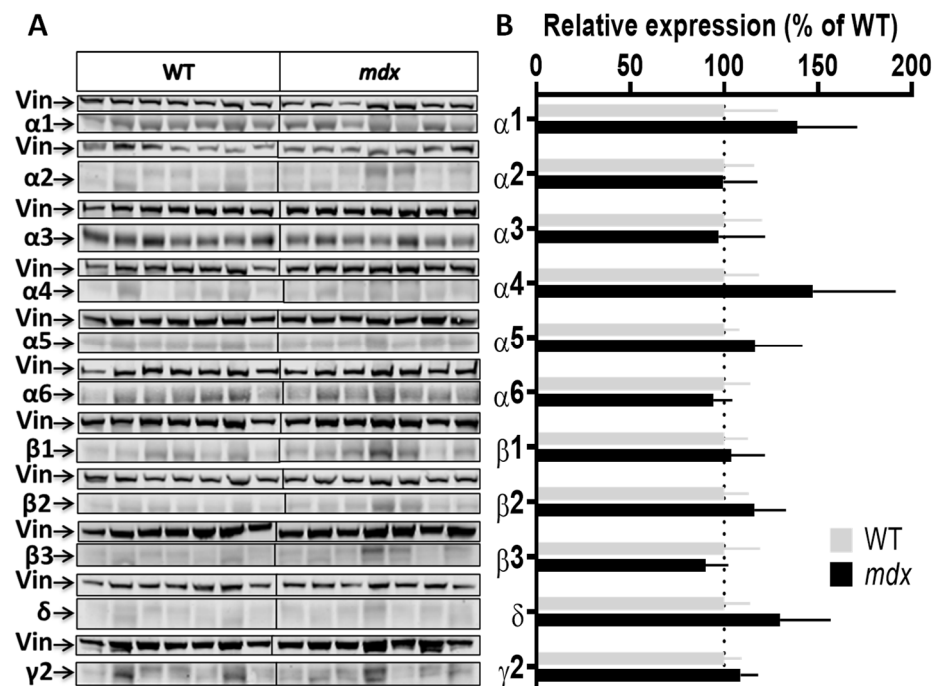 A
WT mdx
Vin→
α1→
Vin→
α2→
Vin→
α3→
Vin→
α4→
Vin→
α5→
Vin→
α6→
Vin→
β1→
Vin→
β2→
Vin→
β3→
Vin→
δ→
Vin→
γ2→
B Relative expression (% of WT)
0 50 100 150 200
α1
α2
α3
α4
α5
α6
β1
β2
β3
δ
γ2
WT
mdx